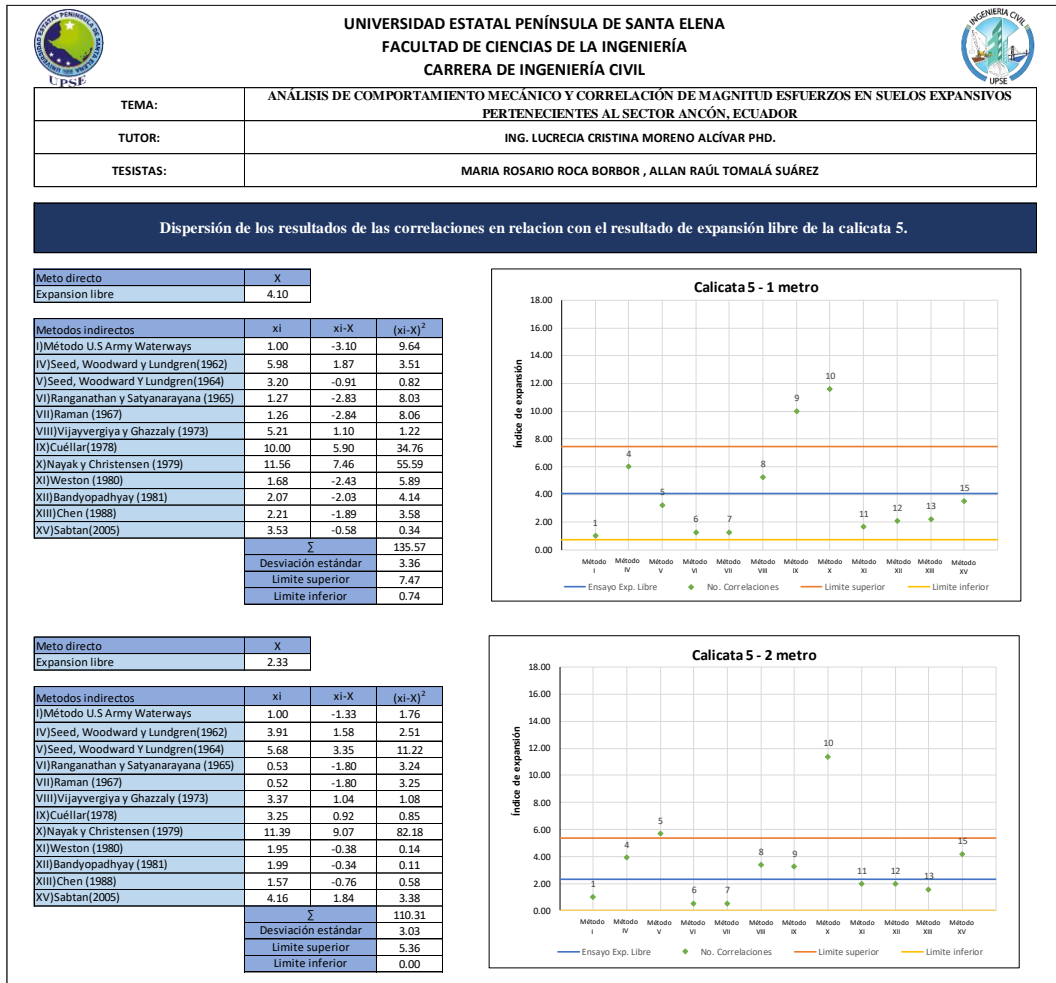 UNIVERSIDAD ESTATAL PENÍNSULA DE SANTA ELENA
FACULTAD DE CIENCIAS DE LA INGENIERÍA
CARRERA DE INGENIERÍA CIVIL
UNIVERSIDAD ESTATAL PENINSULA DE SANTA ELENA
UPSE
INGENIERIA CIVIL
UPSE
TEMA: ANÁLISIS DE COMPORTAMIENTO MECÁNICO Y CORRELACIÓN DE MAGNITUD ESFUERZOS EN SUELOS EXPANSIVOS
PERTENECIENTES AL SECTOR ANCÓN, ECUADOR
TUTOR: ING. LUCRECIA CRISTINA MORENO ALCÍVAR PHD.
TESISTAS: MARIA ROSARIO ROCA BORBOR , ALLAN RAÚL TOMALÁ SUÁREZ
Dispersión de los resultados de las correlaciones en relacion con el resultado de expansión libre de la calicata 5.
Meto directo X
Expansion libre 4.10
Metodos indirectos xi xi-X (xi-X)²
I)Método U.S Army Waterways 1.00 -3.10 9.64
IV)Seed, Woodward y Lundgren(1962) 5.98 1.87 3.51
V)Seed, Woodward Y Lundgren(1964) 3.20 -0.91 0.82
VI)Ranganathan y Satyanarayana (1965) 1.27 -2.83 8.03
VII)Raman (1967) 1.26 -2.84 8.06
VIII)Vijayvergiya y Ghazzaly (1973) 5.21 1.10 1.22
IX)Cuéllar(1978) 10.00 5.90 34.76
X)Nayak y Christensen (1979) 11.56 7.46 55.59
XI)Weston (1980) 1.68 -2.43 5.89
XII)Bandyopadhyay (1981) 2.07 -2.03 4.14
XIII)Chen (1988) 2.21 -1.89 3.58
XV)Sabtan(2005) 3.53 -0.58 0.34
∑ 135.57
Desviación estándar 3.36
Limite superior 7.47
Limite inferior 0.74
Calicata 5 - 1 metro
Índice de expansión
18.00
16.00
14.00
12.00
10.00
8.00
6.00
4.00
2.00
0.00
1 4 5 6 7 8 9 10 11 12 13 15
Método I Método IV Método V Método VI Método VII Método VIII Método IX Método X Método XI Método XII Método XIII Método XV
Ensayo Exp. Libre No. Correlaciones Limite superior Limite inferior
Meto directo X
Expansion libre 2.33
Metodos indirectos xi xi-X (xi-X)²
I)Método U.S Army Waterways 1.00 -1.33 1.76
IV)Seed, Woodward y Lundgren(1962) 3.91 1.58 2.51
V)Seed, Woodward Y Lundgren(1964) 5.68 3.35 11.22
VI)Ranganathan y Satyanarayana (1965) 0.53 -1.80 3.24
VII)Raman (1967) 0.52 -1.80 3.25
VIII)Vijayvergiya y Ghazzaly (1973) 3.37 1.04 1.08
IX)Cuéllar(1978) 3.25 0.92 0.85
X)Nayak y Christensen (1979) 11.39 9.07 82.18
XI)Weston (1980) 1.95 -0.38 0.14
XII)Bandyopadhyay (1981) 1.99 -0.34 0.11
XIII)Chen (1988) 1.57 -0.76 0.58
XV)Sabtan(2005) 4.16 1.84 3.38
∑ 110.31
Desviación estándar 3.03
Limite superior 5.36
Limite inferior 0.00
Calicata 5 - 2 metro
Índice de expansión
18.00
16.00
14.00
12.00
10.00
8.00
6.00
4.00
2.00
0.00
1 4 5 6 7 8 9 10 11 12 13 15
Método I Método IV Método V Método VI Método VII Método VIII Método IX Método X Método XI Método XII Método XIII Método XV
Ensayo Exp. Libre No. Correlaciones Limite superior Limite inferior